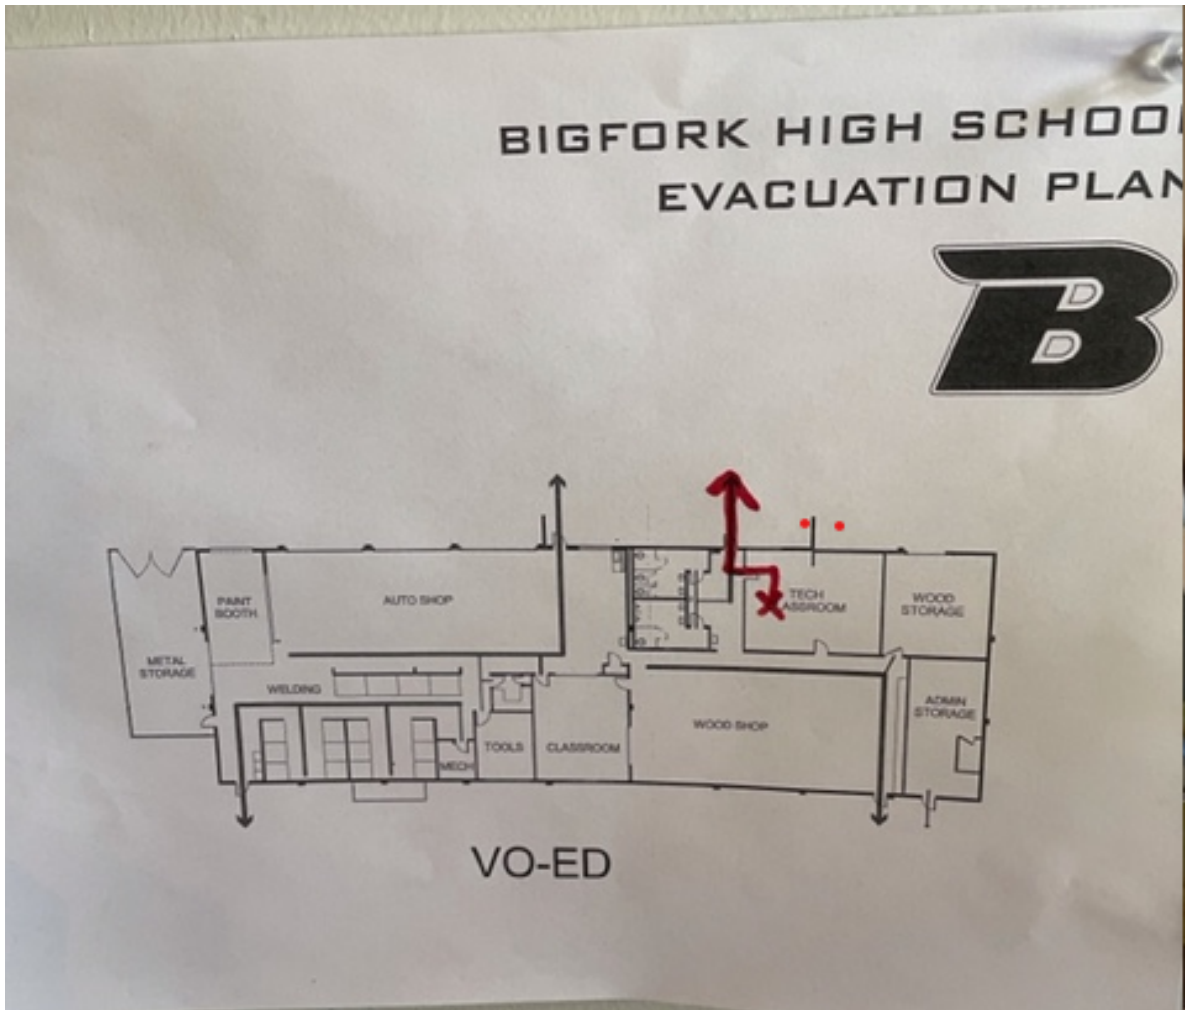 BIGFORK HIGH SCHOO
EVACUATION PLAN
B
PAINT
BOOTH
AUTO SHOP
TECH
LASSROOM
WOOD
STORAGE
METAL
STORAGE
WELDING
ADMIN
STORAGE
WOOD SHOP
TOOLS
CLASSROOM
MECH
VO-ED